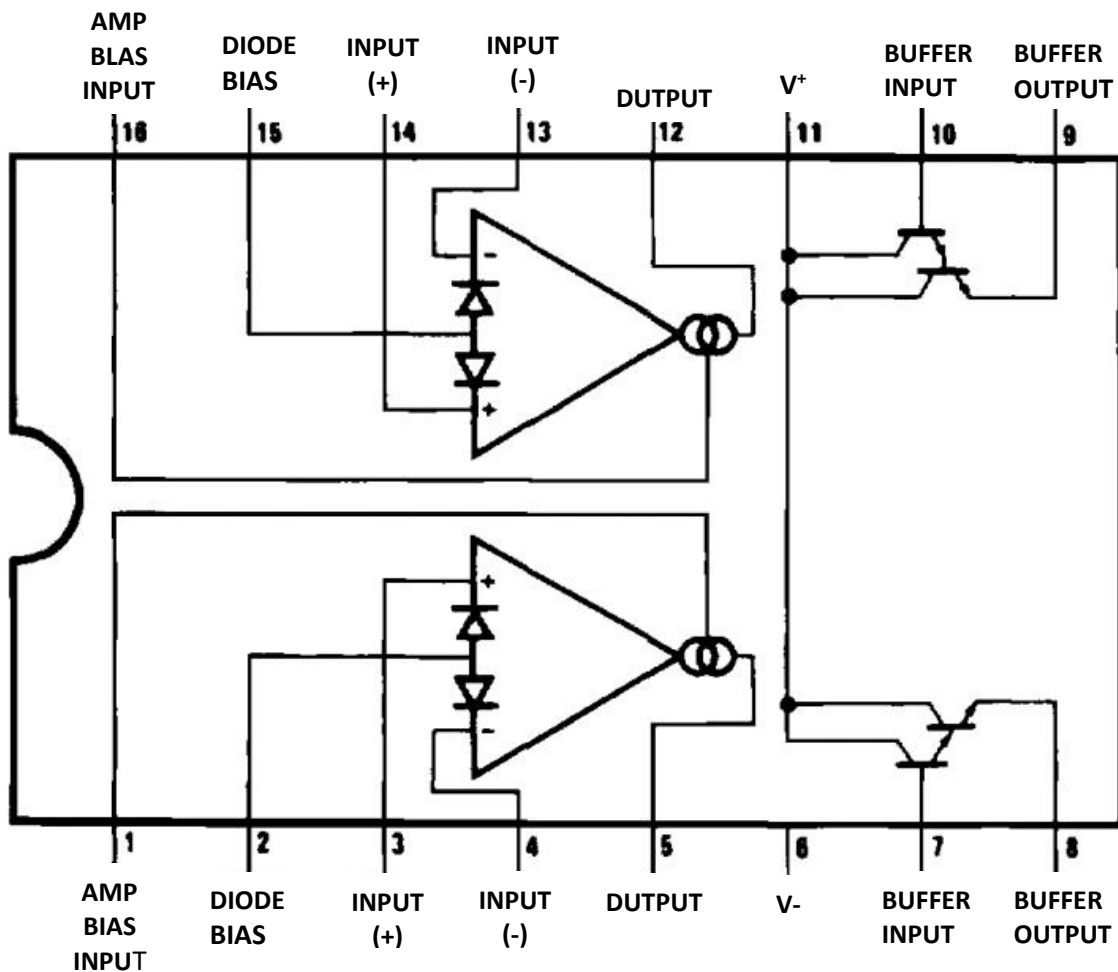 AMP
BLAS
INPUT
DIODE
BIAS
INPUT
(+)
INPUT
(-)
DUTPUT
V+
BUFFER
INPUT
BUFFER
OUTPUT
16 15 14 13 12 11 10 9
-
+
+
-
1 2 3 4 5 6 7 8
AMP
BIAS
INPUT
DIODE
BIAS
INPUT
(+)
INPUT
(-)
DUTPUT
V-
BUFFER
INPUT
BUFFER
OUTPUT